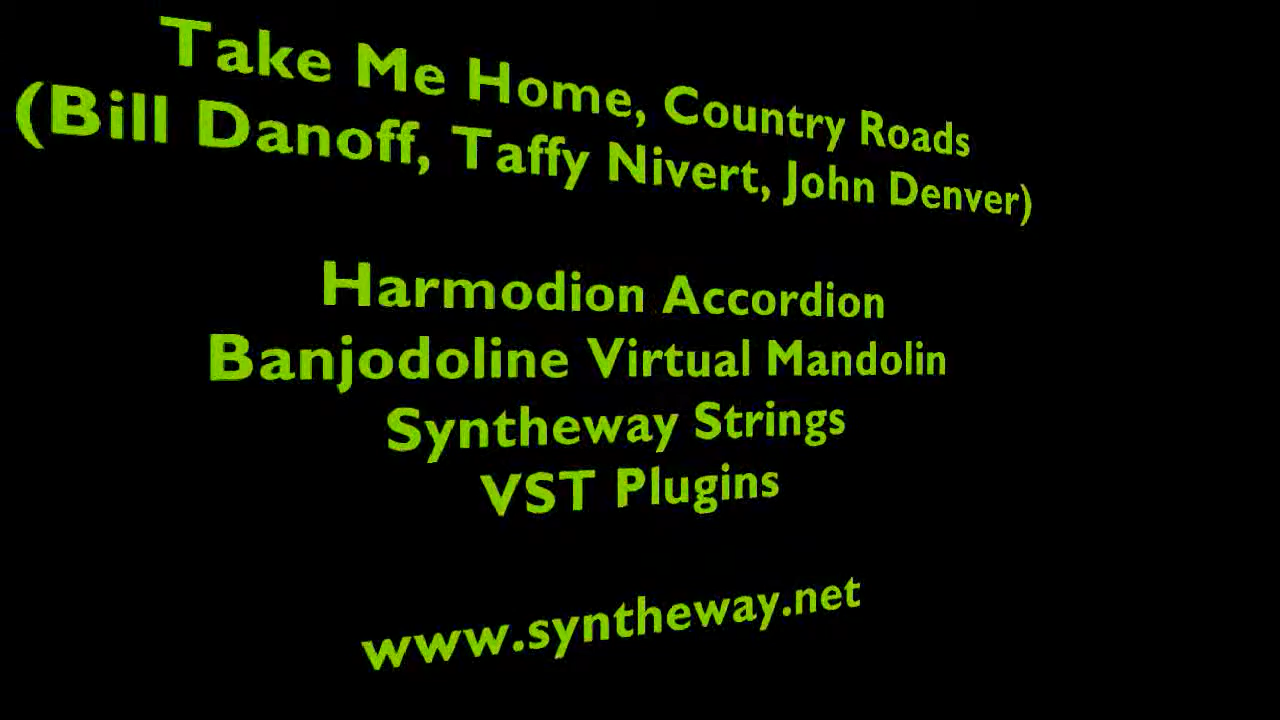 Take Me Home, Country Roads
(Bill Danoff, Taffy Nivert, John Denver)
Harmodion Accordion
Banjodoline Virtual Mandolin
Syntheway Strings
VST Plugins
www.syntheway.net